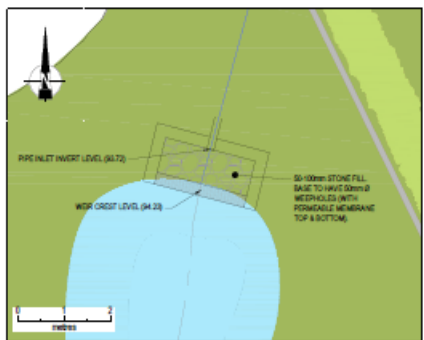 N
PIPE INLET INVERT LEVEL (93.72)
50-100mm STONE FILL.
BASE TO HAVE 50mm Ø
WEEPHOLES (WITH
PERMEABLE MEMBRANE
TOP & BOTTOM)
WEIR CREST LEVEL (94.23)
0 1 2
metres